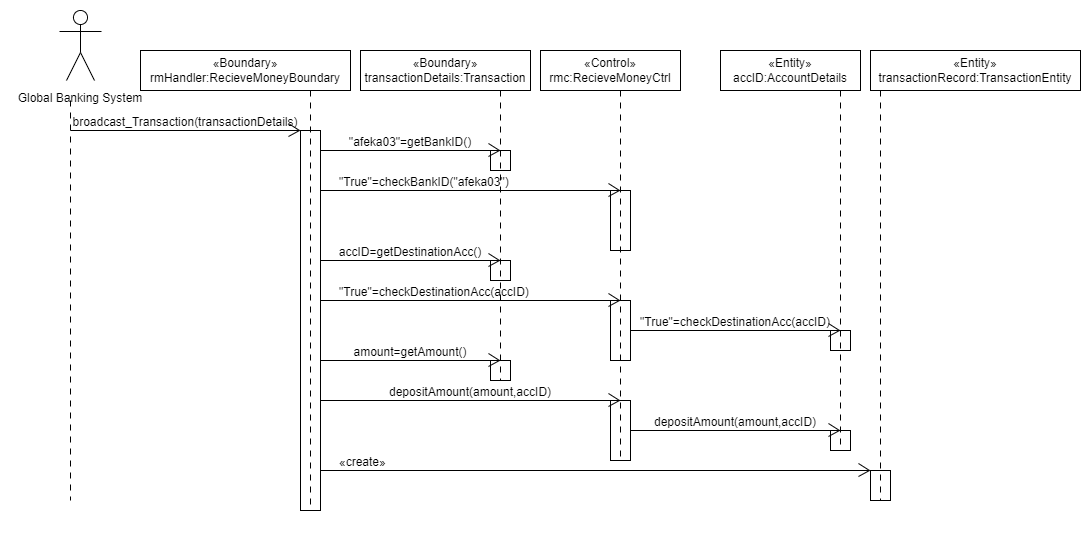 «Boundary»
rmHandler:RecieveMoneyBoundary
«Boundary»
transactionDetails:Transaction
«Control»
rmc:RecieveMoneyCtrl
«Entity»
accID:AccountDetails
«Entity»
transactionRecord:TransactionEntity
Global Banking System
broadcast_Transaction(transactionDetails)
"afeka03"=getBankID()
"True"=checkBankID("afeka03")
accID=getDestinationAcc()
"True"=checkDestinationAcc(accID)
"True"=checkDestinationAcc(accID)
amount=getAmount()
depositAmount(amount,accID)
depositAmount(amount,accID)
«create»